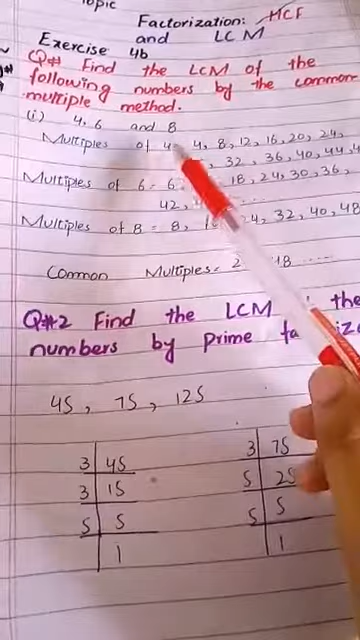 Topic
Factorization: HCF
and LCM
Exercise 4b
Q#1 Find the LCM of the
following numbers by the common
multiple method.
(i) 4, 6 and 8
Multiples of 4 = 4, 8, 12, 16, 20, 24,
, 32, 36, 40, 44, 4
Multiples of 6 = 6, 18, 24, 30, 36,
42,
Multiples of 8 = 8, 24, 32, 40, 48
Common Multiples = 2 48 ....
Q#2 Find the LCM the
numbers by prime
45, 75, 125
3 45 3 75
3 15 5 25
5 5 5 5
1 1